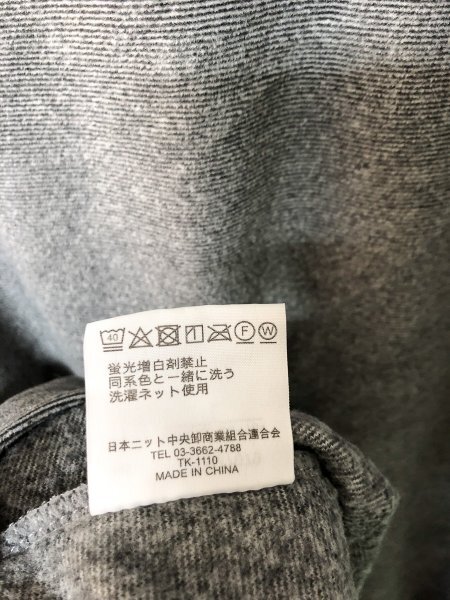 40 1 F W
蛍光増白剤禁止
同系色と一緒に洗う
洗濯ネット使用
日本ニット中央卸商業組合連合会
TEL 03-3662-4788
TK-1110
MADE IN CHINA